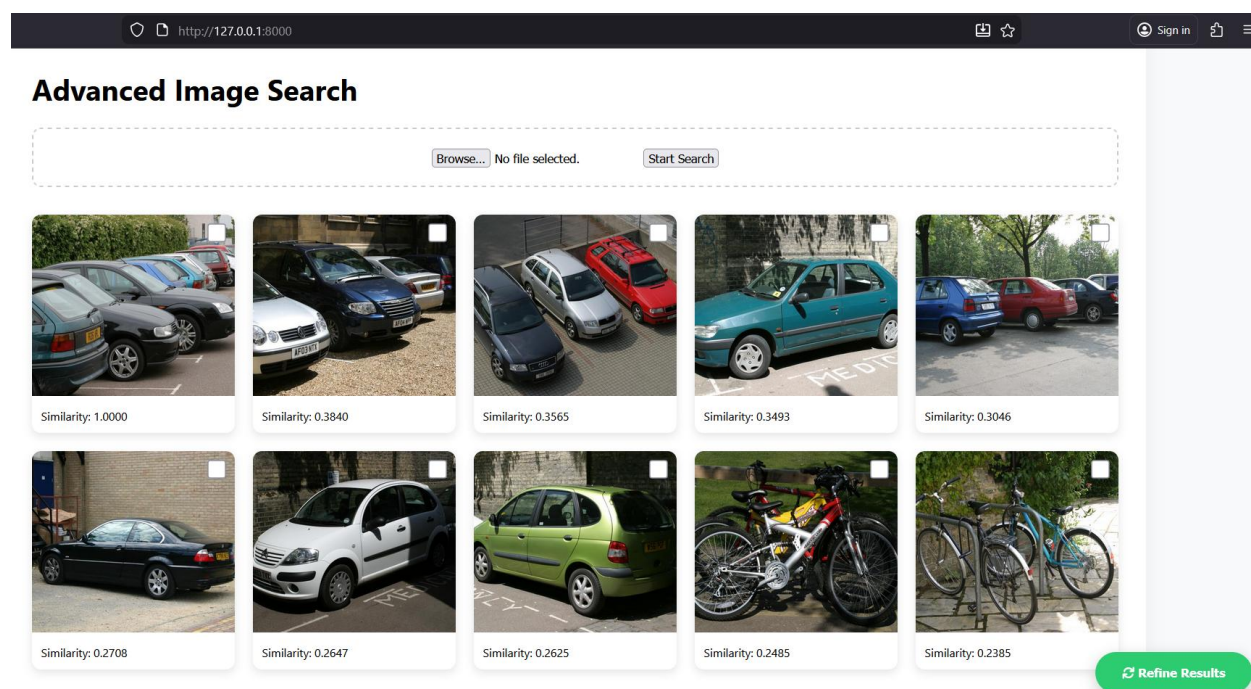 http://127.0.0.1:8000
Sign in
Advanced Image Search
Browse... No file selected. Start Search
Similarity: 1.0000
Similarity: 0.3840
Similarity: 0.3565
Similarity: 0.3493
Similarity: 0.3046
Similarity: 0.2708
Similarity: 0.2647
Similarity: 0.2625
Similarity: 0.2485
Similarity: 0.2385
Refine Results